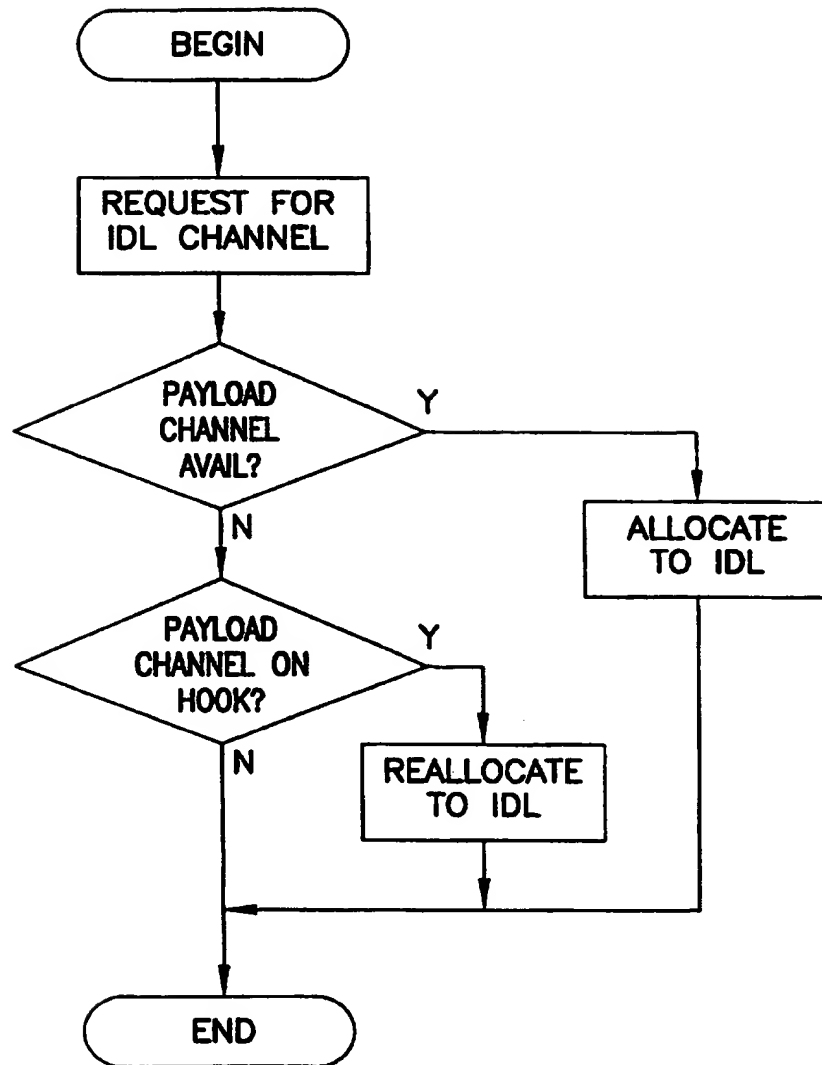 BEGIN
REQUEST FOR
IDL CHANNEL
PAYLOAD
CHANNEL
AVAIL?
Y
N
ALLOCATE
TO IDL
PAYLOAD
CHANNEL ON
HOOK?
Y
N
REALLOCATE
TO IDL
END